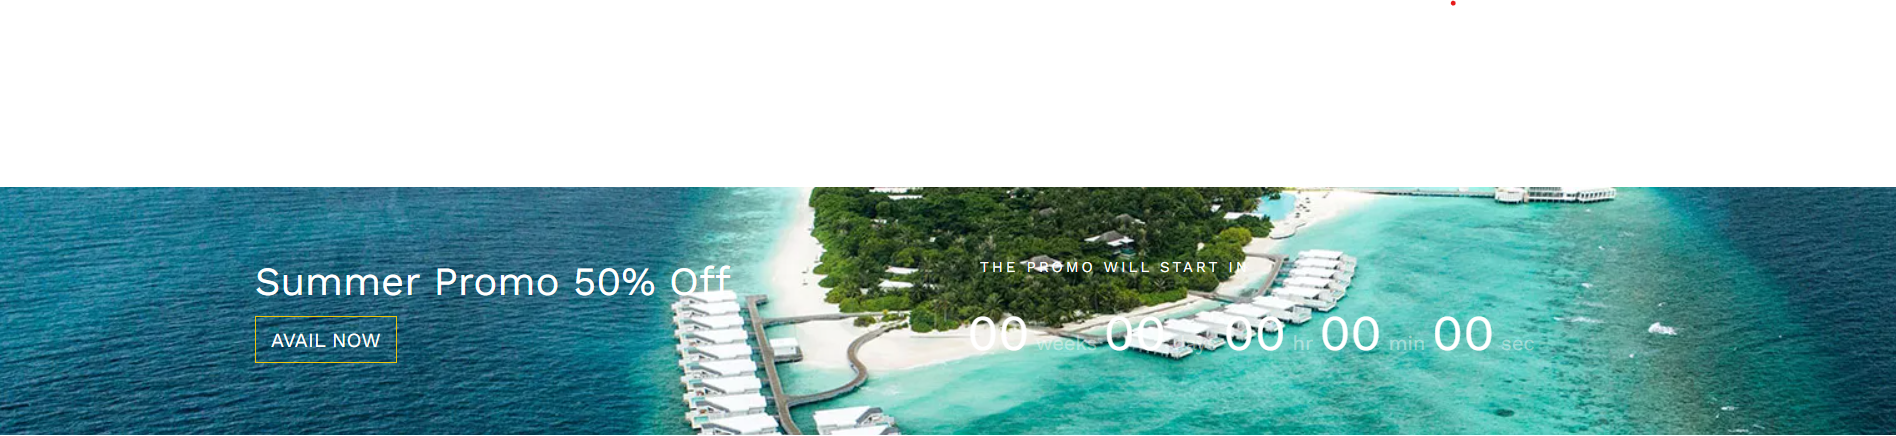 Summer Promo 50% Off
AVAIL NOW
THE PROMO WILL START IN
00 weeks 00 days 00 hr 00 min 00 sec